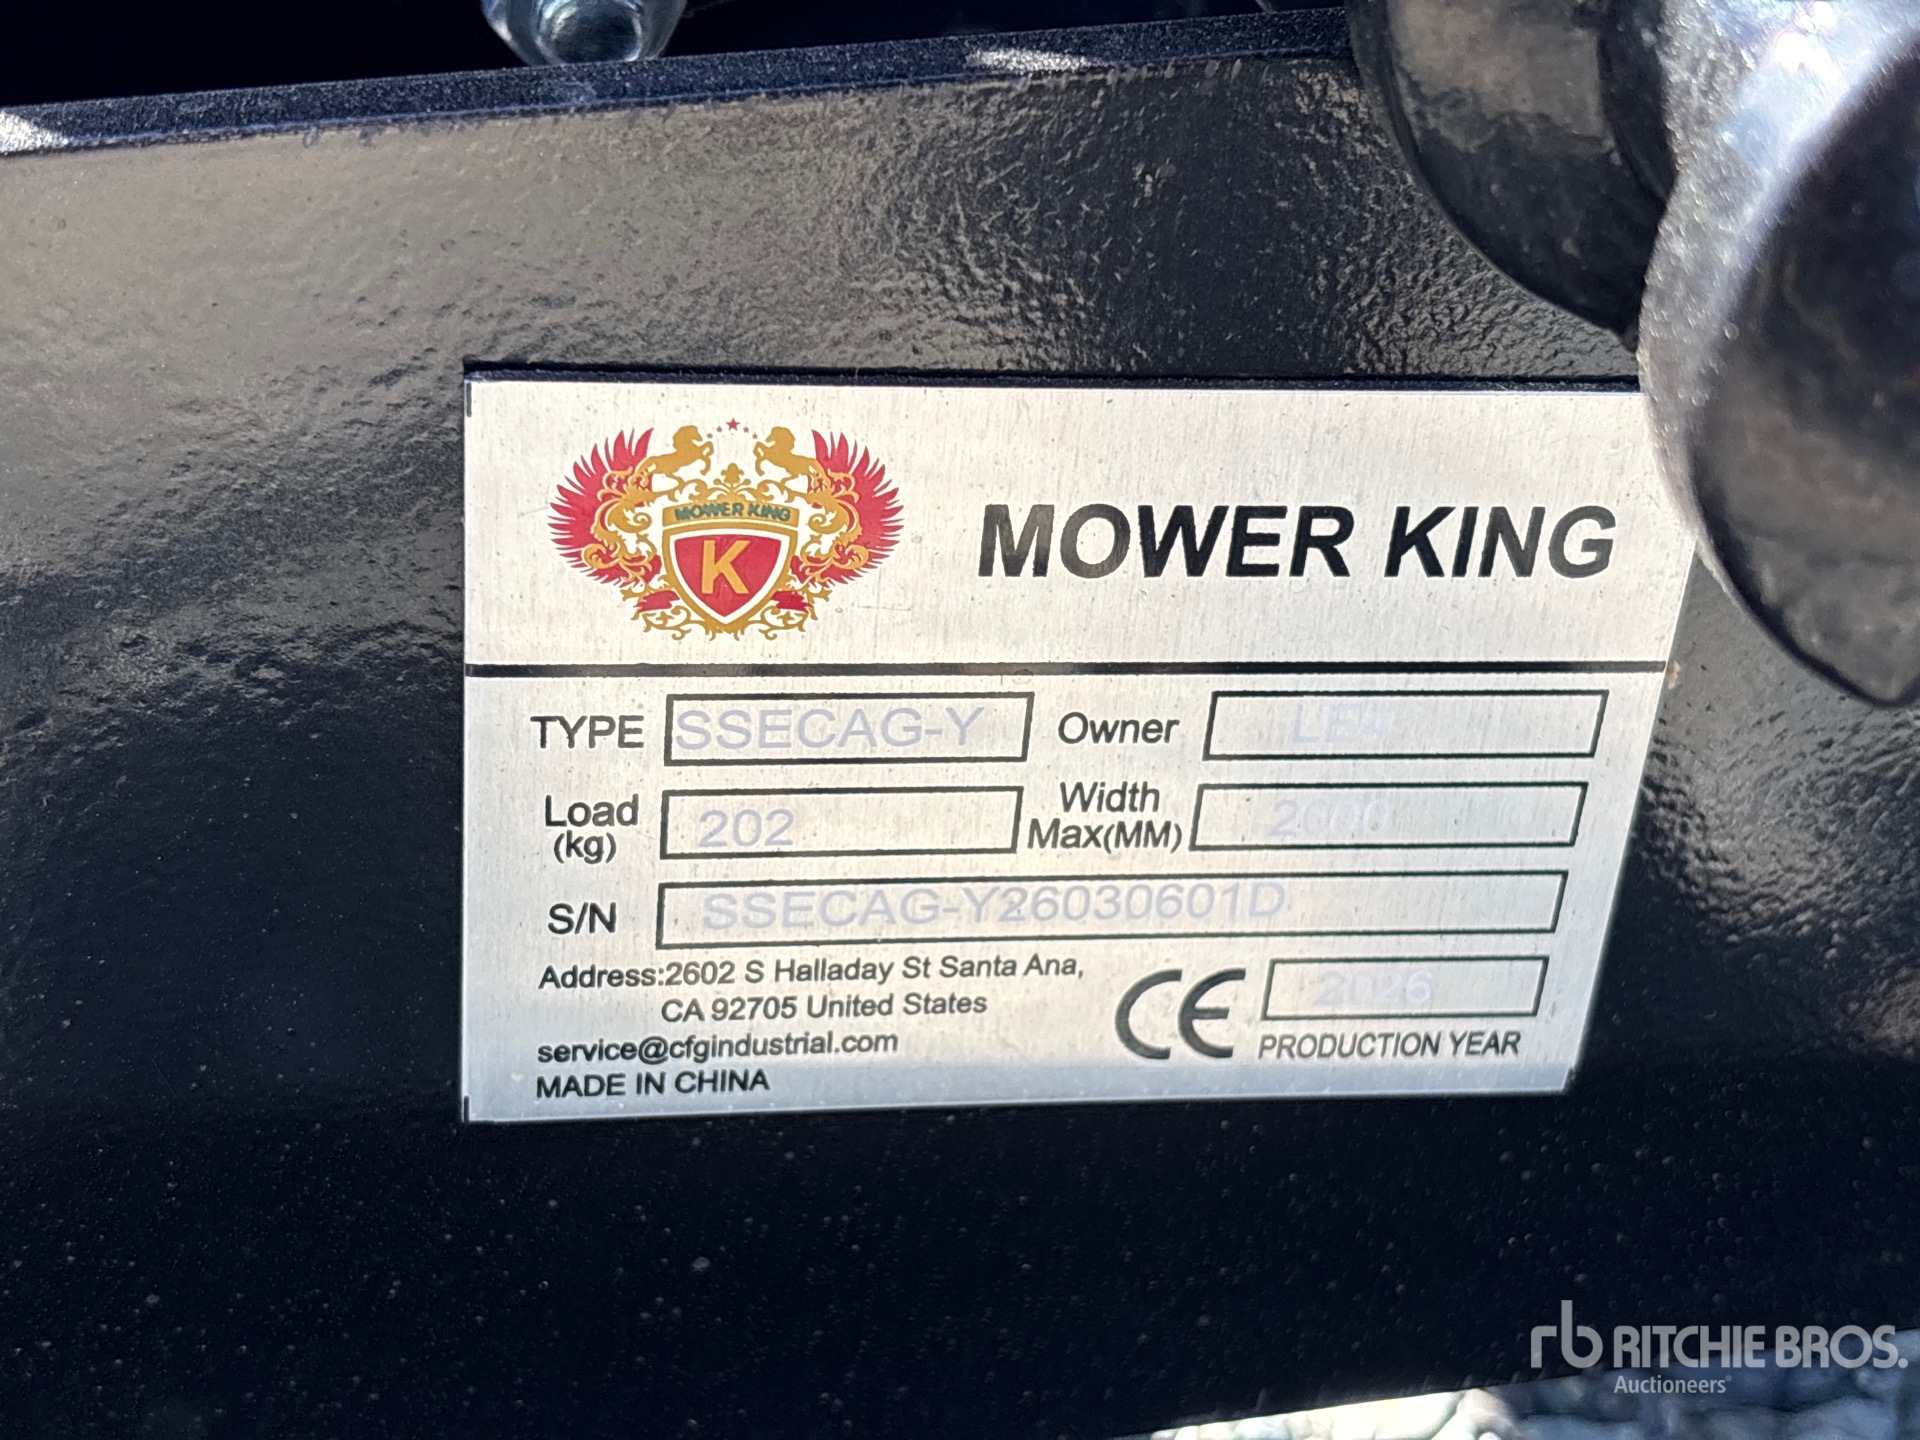 MOWER KING
K
MOWER KING
TYPE SSECAG-Y Owner
Load (kg) 202 Width Max(MM)
S/N SSECAG-Y26030601D
Address:2602 S Halladay St Santa Ana,
CA 92705 United States
service@cfgindustrial.com
MADE IN CHINA
CE 2026
PRODUCTION YEAR
rb RITCHIE BROS.
Auctioneers